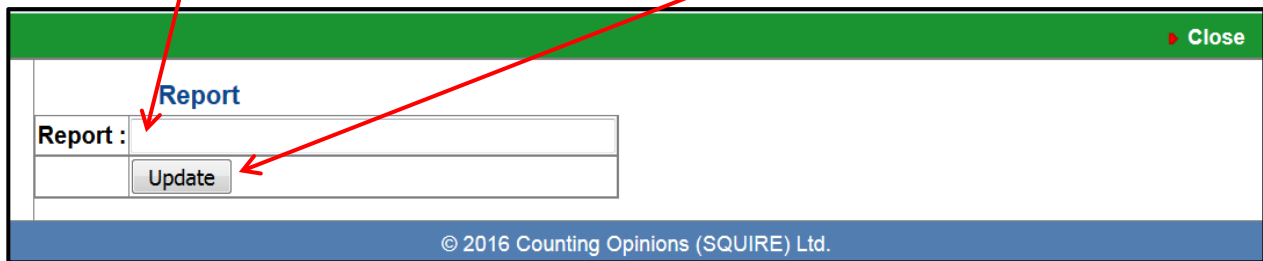 Close
Report
Report :
Update
© 2016 Counting Opinions (SQUIRE) Ltd.